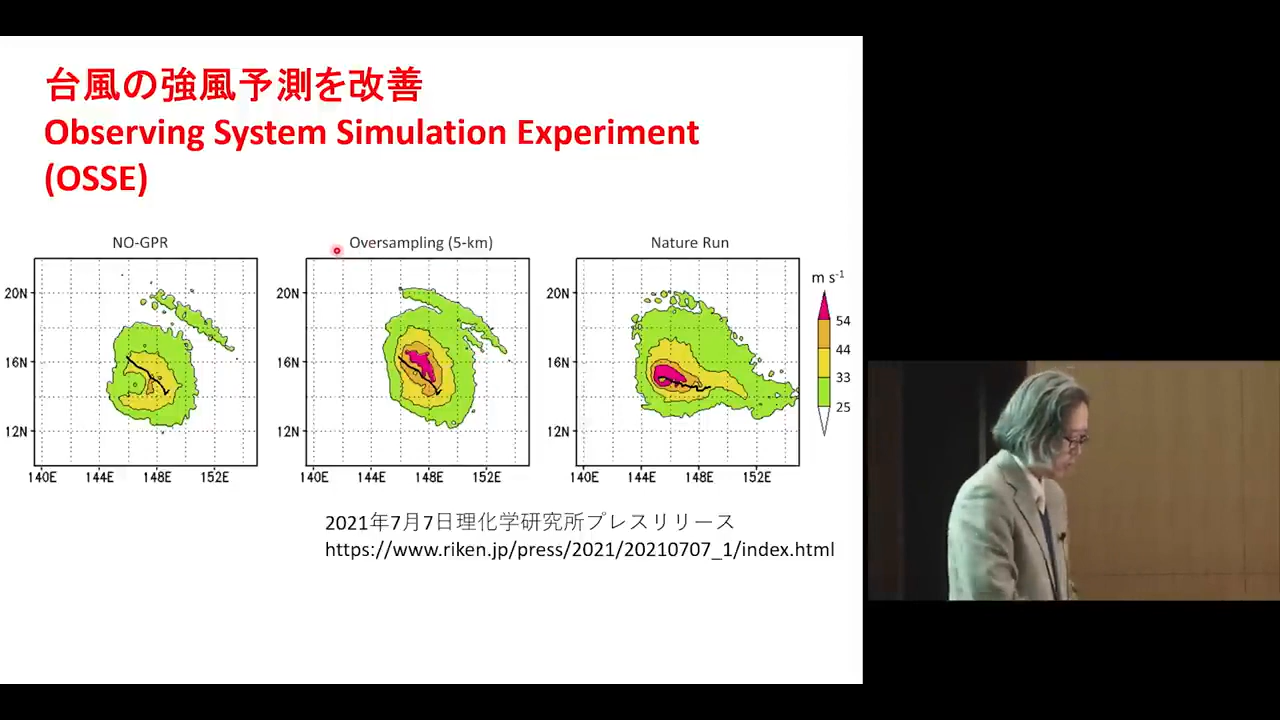 台風の強風予測を改善
Observing System Simulation Experiment
(OSSE)
NO-GPR
Oversampling (5-km)
Nature Run
m s⁻¹
20N
16N
12N
140E 144E 148E 152E
20N
16N
12N
140E 144E 148E 152E
20N
16N
12N
140E 144E 148E 152E
54
44
33
25
2021年7月7日理化学研究所プレスリリース
https://www.riken.jp/press/2021/20210707_1/index.html